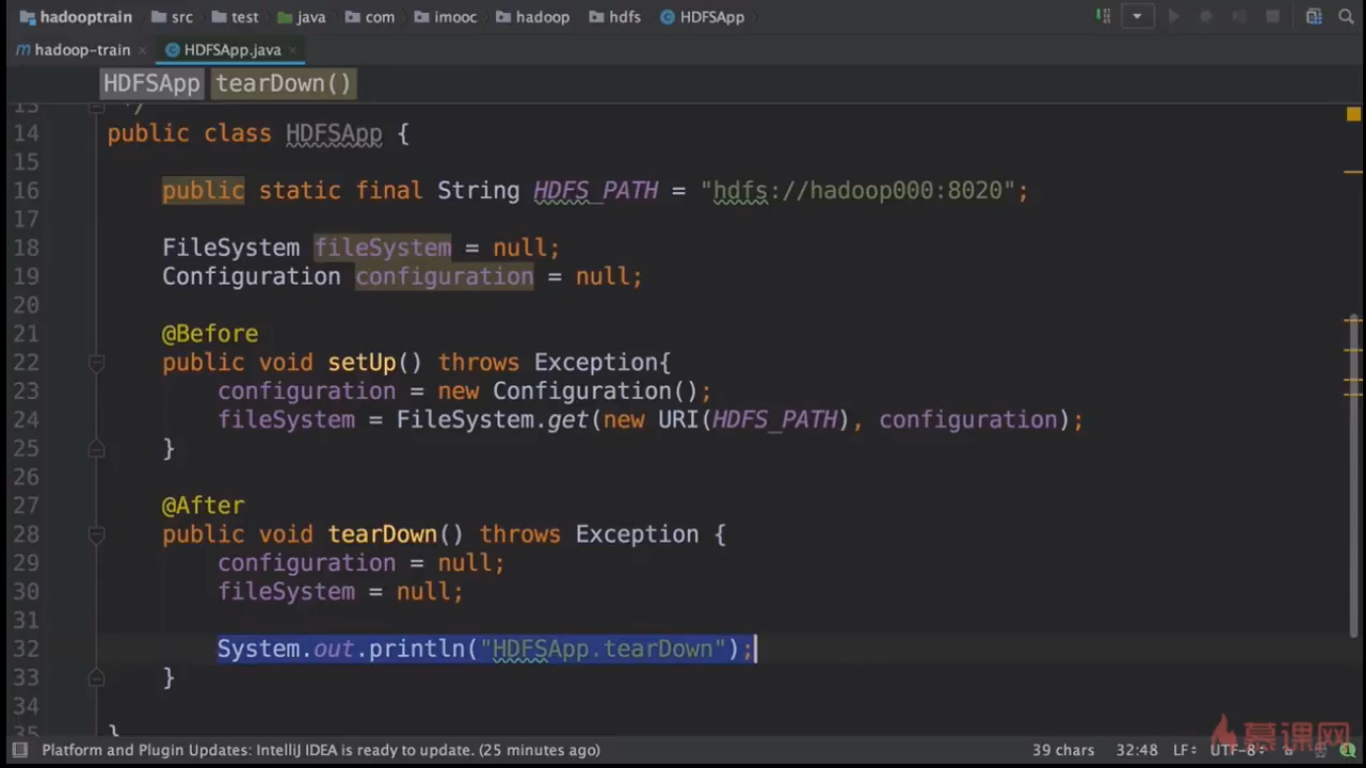 hadooptrain src test java com imooc hadoop hdfs HDFSApp
hadoop-train HDFSApp.java
HDFSApp tearDown()
13 */
14 public class HDFSApp {
15
16 public static final String HDFS_PATH = "hdfs://hadoop000:8020";
17
18 FileSystem fileSystem = null;
19 Configuration configuration = null;
20
21 @Before
22 public void setUp() throws Exception{
23 configuration = new Configuration();
24 fileSystem = FileSystem.get(new URI(HDFS_PATH), configuration);
25 }
26
27 @After
28 public void tearDown() throws Exception {
29 configuration = null;
30 fileSystem = null;
31
32 System.out.println("HDFSApp.tearDown");
33 }
34
35 }
慕课网
Platform and Plugin Updates: IntelliJ IDEA is ready to update. (25 minutes ago) 39 chars 32:48 LF UTF-8